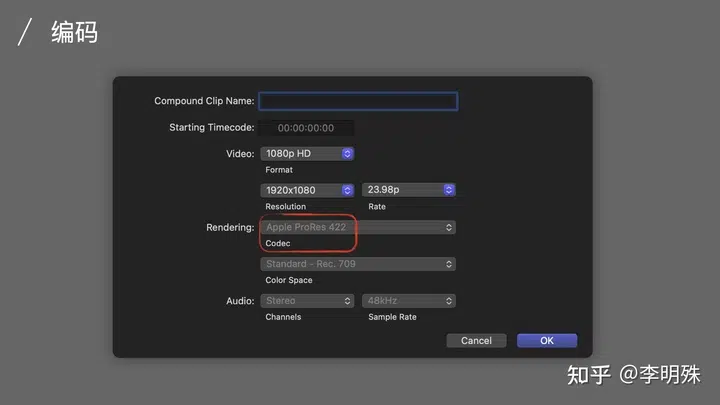 / 编码
Compound Clip Name:
Starting Timecode: 00:00:00:00
Video: 1080p HD
Format
1920x1080 23.98p
Resolution Rate
Rendering: Apple ProRes 422
Codec
Standard - Rec. 709
Color Space
Audio: Stereo 48kHz
Channels Sample Rate
Cancel OK
知乎 @李明殊